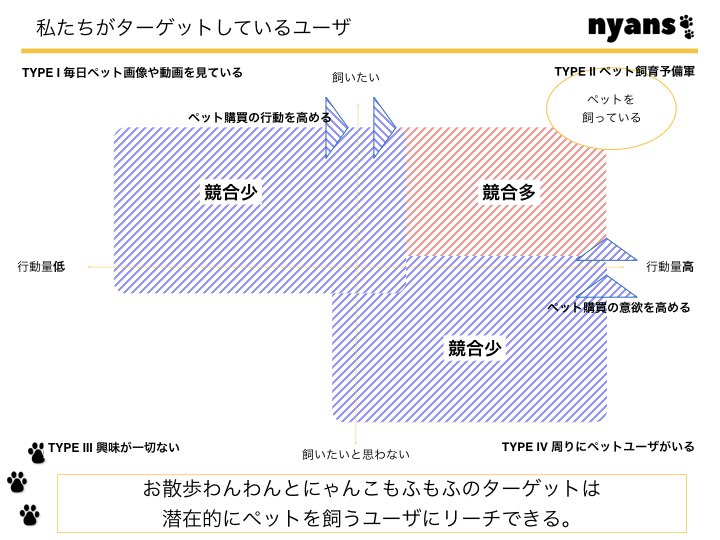 私たちがターゲットしているユーザ
nyans
TYPE I 毎日ペット画像や動画を見ている
飼いたい
TYPE II ペット飼育予備軍
ペットを
飼っている
ペット購買の行動を高める
競合少
競合多
行動量低
行動量高
ペット購買の意欲を高める
競合少
TYPE III 興味が一切ない
飼いたいと思わない
TYPE IV 周りにペットユーザがいる
お散歩わんわんとにゃんこもふもふのターゲットは
潜在的にペットを飼うユーザにリーチできる。